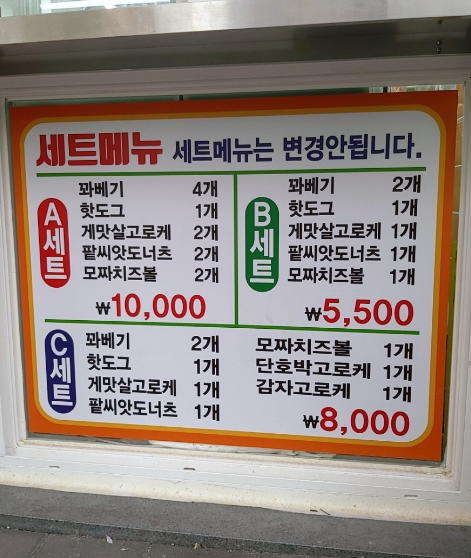 세트메뉴 세트메뉴는 변경안됩니다.
A세트
꽈베기 4개
핫도그 1개
게맛살고로케 2개
팥씨앗도너츠 2개
모짜치즈볼 2개
₩10,000
B세트
꽈베기 2개
핫도그 1개
게맛살고로케 1개
팥씨앗도너츠 1개
모짜치즈볼 1개
₩5,500
C세트
꽈베기 2개
핫도그 1개
게맛살고로케 1개
팥씨앗도너츠 1개
모짜치즈볼 1개
단호박고로케 1개
감자고로케 1개
₩8,000